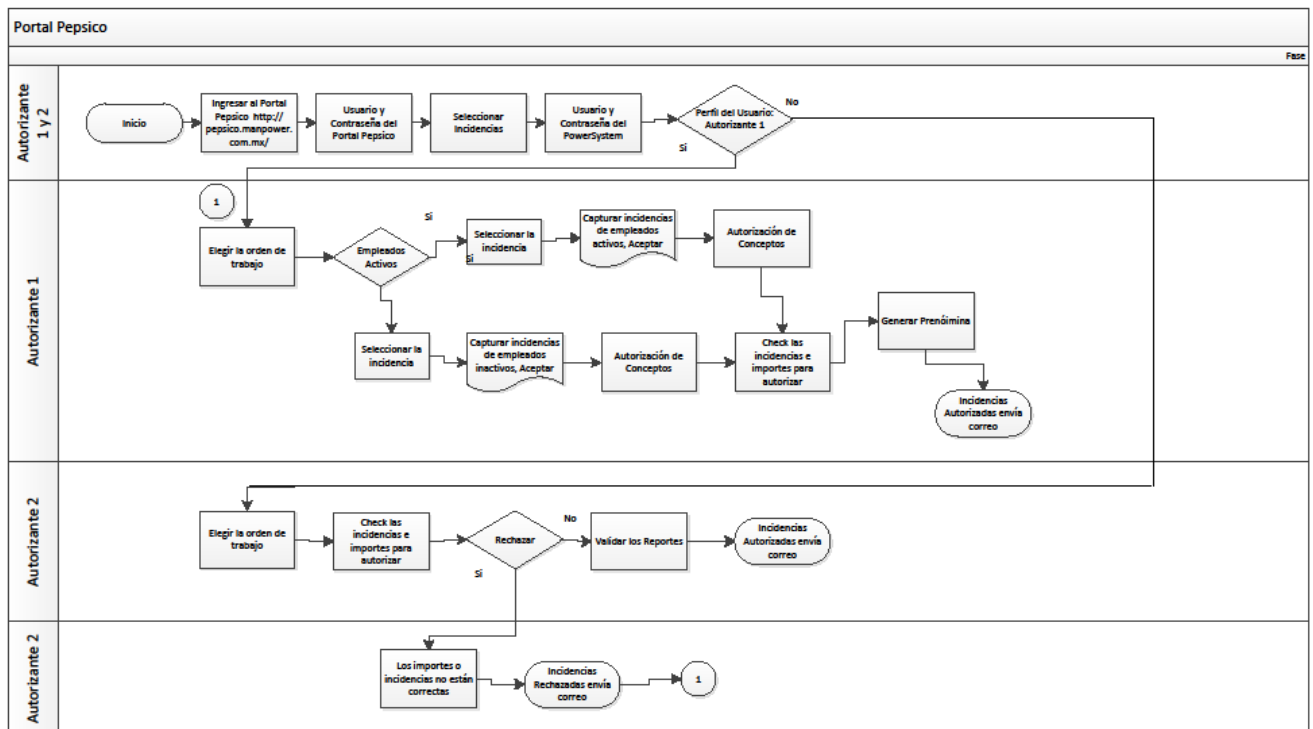 Portal Pepsico
Fase
Autorizante
1 y 2
Inicio
Ingresar al Portal
Pepsico http://
pepsico.manpower.
com.mx/
Usuario y
Contraseña del
Portal Pepsico
Seleccionar
Incidencias
Usuario y
Contraseña del
PowerSystem
Perfil del Usuario:
Autorizante 1
No
Sí
Autorizante 1
1
Elegir la orden de
trabajo
Empleados
Activos
Si
Seleccionar la
incidencia
Si
Capturar incidencias
de empleados
activos, Aceptar
Autorización de
Conceptos
Seleccionar la
incidencia
Capturar incidencias
de empleados
inactivos, Aceptar
Autorización de
Conceptos
Check las
incidencias e
importes para
autorizar
Generar Prenóimina
Incidencias
Autorizadas envía
correo
Autorizante 2
Elegir la orden de
trabajo
Check las
incidencias e
importes para
autorizar
Rechazar
No
Sí
Validar los Reportes
Incidencias
Autorizadas envía
correo
Autorizante 2
Los importes o
incidencias no están
correctas
Incidencias
Rechazadas envía
correo
1